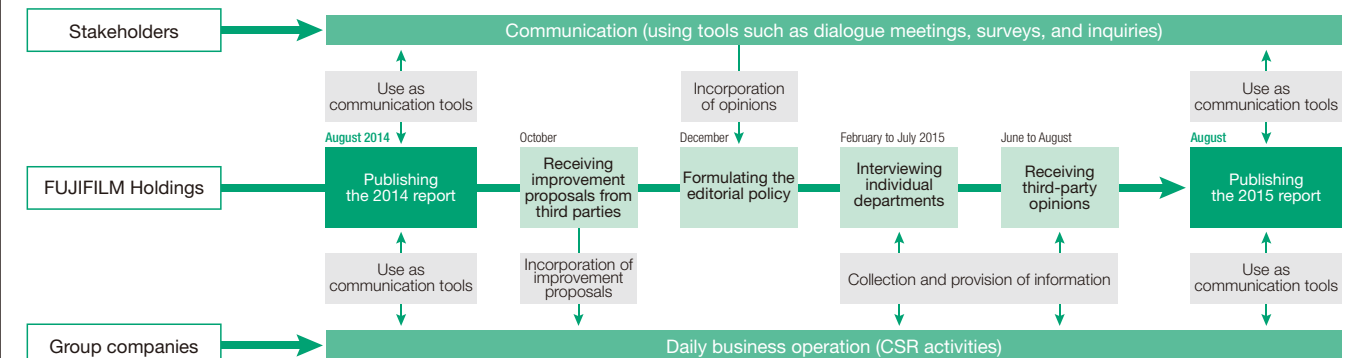 Stakeholders
Communication (using tools such as dialogue meetings, surveys, and inquiries)
Use as
communication tools
Incorporation
of opinions
Use as
communication tools
August 2014
October
December
February to July 2015
June to August
August
FUJIFILM Holdings
Publishing
the 2014 report
Receiving
improvement
proposals from
third parties
Formulating the
editorial policy
Interviewing
individual
departments
Receiving
third-party
opinions
Publishing
the 2015 report
Use as
communication tools
Incorporation of
improvement
proposals
Collection and provision of information
Use as
communication tools
Group companies
Daily business operation (CSR activities)